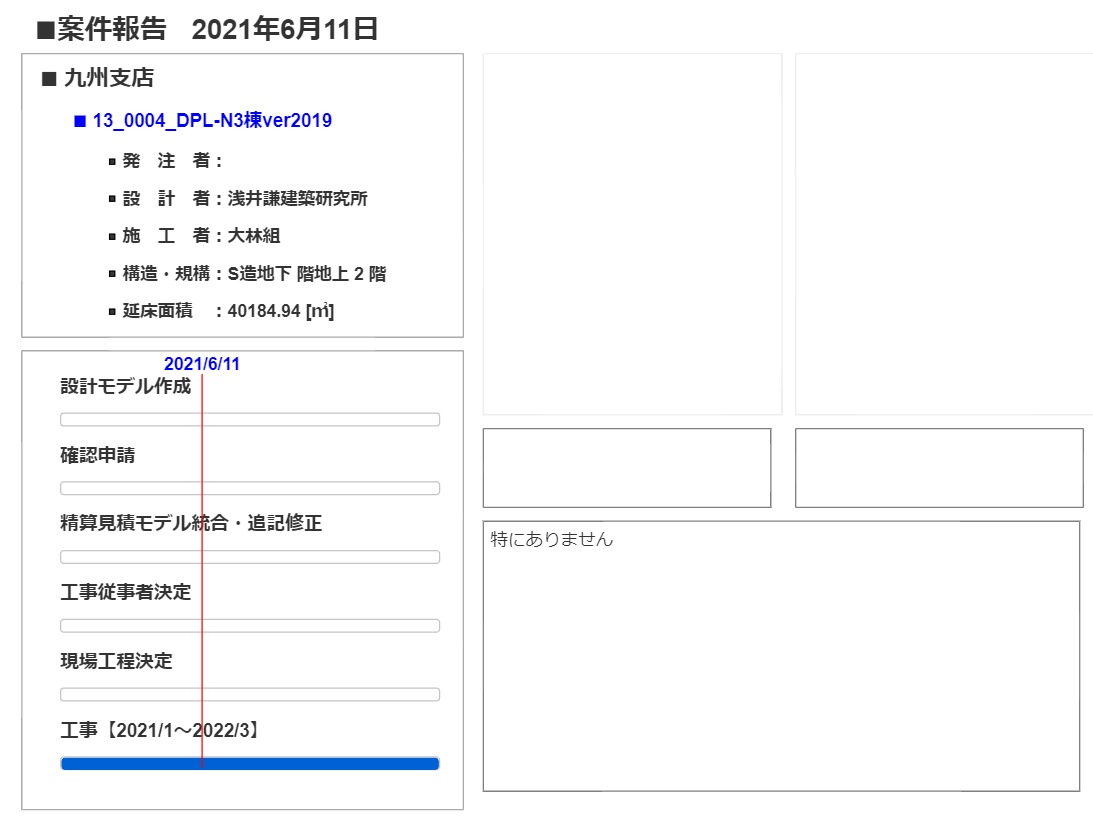 ■案件報告　2021年6月11日
■ 九州支店
■ 13_0004_DPL-N3棟ver2019
▪ 発　注　者：
▪ 設　計　者：浅井謙建築研究所
▪ 施　工　者：大林組
▪ 構造・規構：S造地下 階地上 2 階
▪ 延床面積　：40184.94 [㎡]
2021/6/11
設計モデル作成
確認申請
精算見積モデル統合・追記修正
工事従事者決定
現場工程決定
工事【2021/1～2022/3】
特にありません